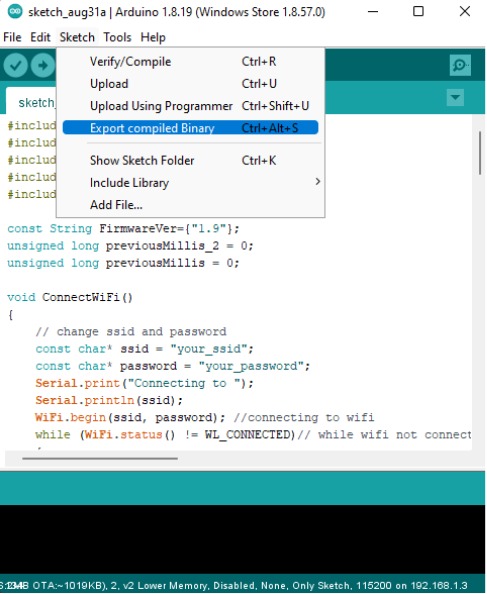 sketch_aug31a | Arduino 1.8.19 (Windows Store 1.8.57.0)
File Edit Sketch Tools Help
Verify/Compile Ctrl+R
Upload Ctrl+U
Upload Using Programmer Ctrl+Shift+U
Export compiled Binary Ctrl+Alt+S
Show Sketch Folder Ctrl+K
Include Library
Add File...
sketch_
#includ
#includ
#includ
#includ
#includ
const String FirmwareVer={"1.9"};
unsigned long previousMillis_2 = 0;
unsigned long previousMillis = 0;
void ConnectWiFi()
{
// change ssid and password
const char* ssid = "your_ssid";
const char* password = "your_password";
Serial.print("Connecting to ");
Serial.println(ssid);
WiFi.begin(ssid, password); //connecting to wifi
while (WiFi.status() != WL_CONNECTED)// while wifi not connect
OTA:~1019KB), 2, v2 Lower Memory, Disabled, None, Only Sketch, 115200 on 192.168.1.3